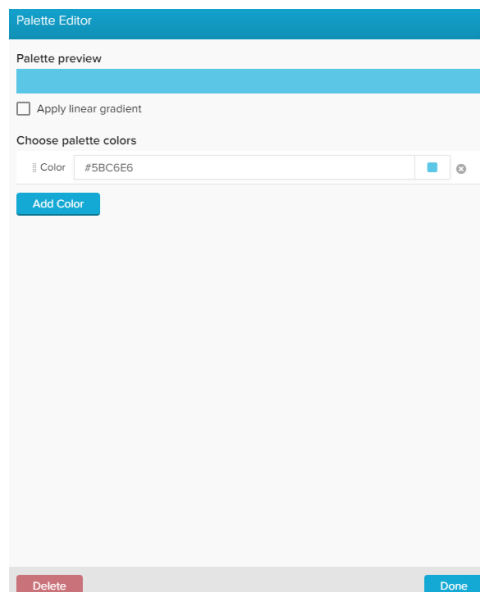 Palette Editor
Palette preview
Apply linear gradient
Choose palette colors
Color #5BC6E6
Add Color
Delete Done